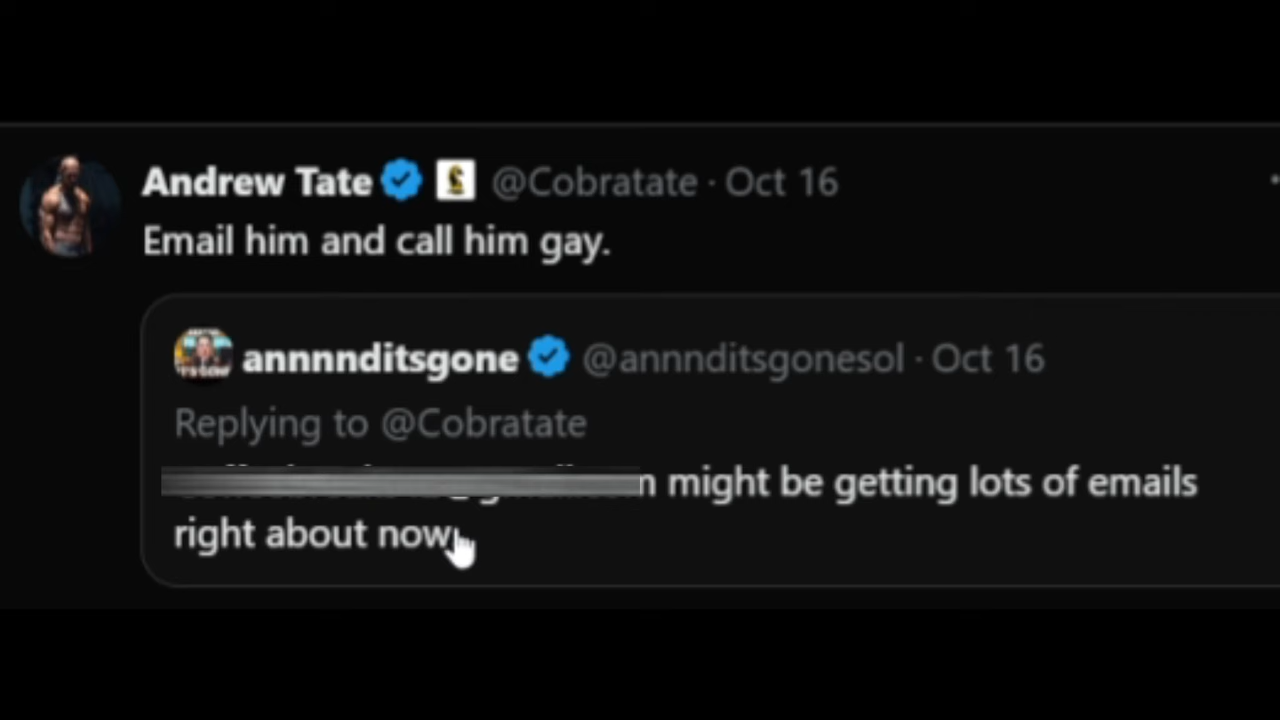 Andrew Tate @Cobratate · Oct 16
Email him and call him gay.
annnnditsgone @annnditsgonesol · Oct 16
Replying to @Cobratate
might be getting lots of emails
right about now